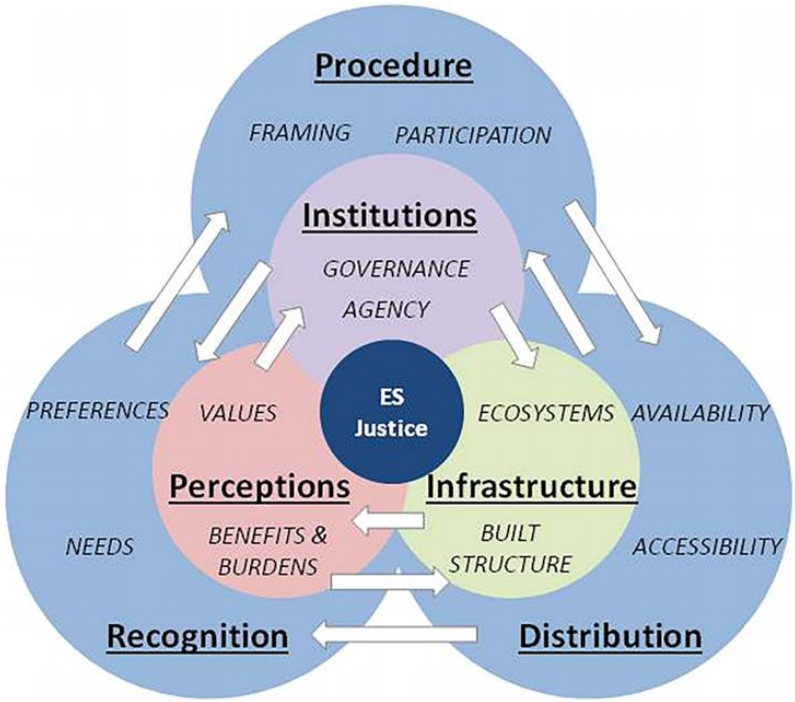 Procedure
FRAMING PARTICIPATION
Institutions
GOVERNANCE
AGENCY
ES
Justice
PREFERENCES VALUES ECOSYSTEMS AVAILABILITY
Perceptions Infrastructure
NEEDS BENEFITS &
BURDENS BUILT
STRUCTURE ACCESSIBILITY
Recognition Distribution